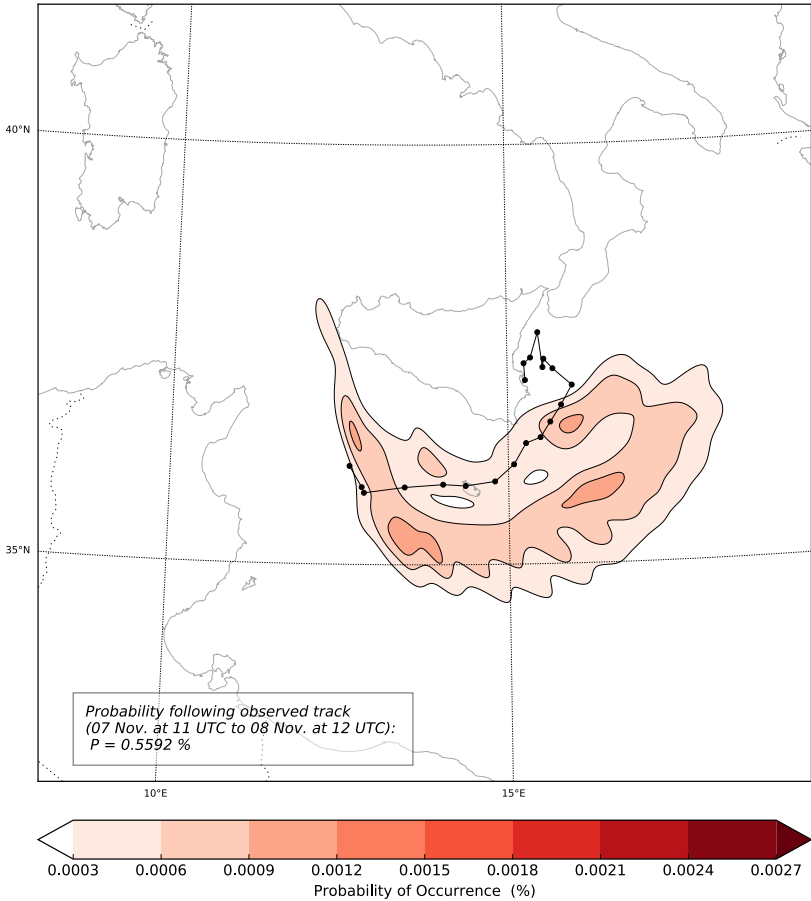 40°N
35°N
Probability following observed track
(07 Nov. at 11 UTC to 08 Nov. at 12 UTC):
P = 0.5592 %
10°E 15°E
0.0003 0.0006 0.0009 0.0012 0.0015 0.0018 0.0021 0.0024 0.0027
Probability of Occurrence (%)